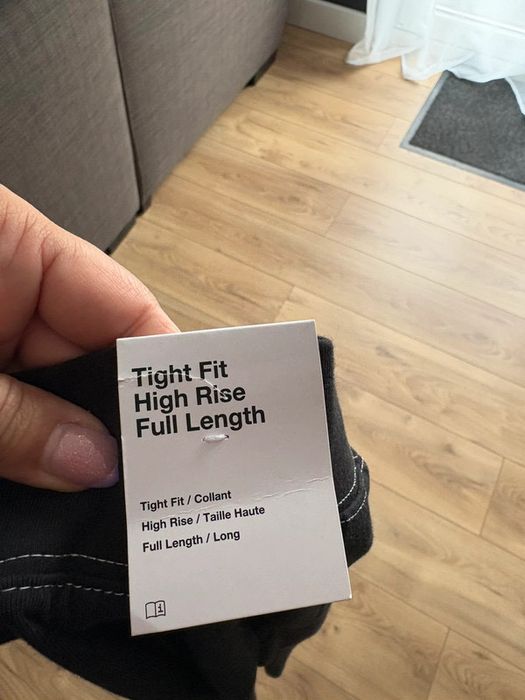 Tight Fit
High Rise
Full Length
Tight Fit / Collant
High Rise / Taille Haute
Full Length / Long
i